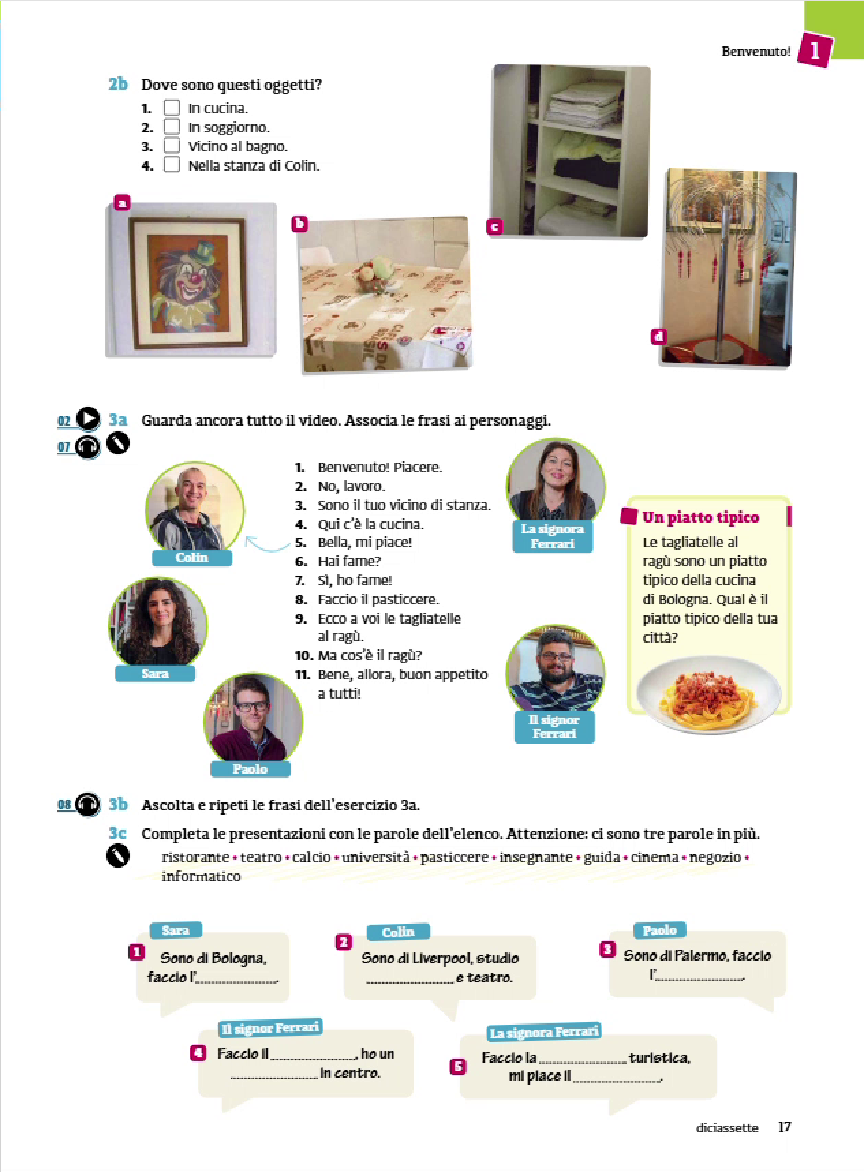 Benvenuto! 1
2b Dove sono questi oggetti?
1. In cucina.
2. In soggiorno.
3. Vicino al bagno.
4. Nella stanza di Colin.
a
b
c
d
02 3a Guarda ancora tutto il video. Associa le frasi ai personaggi.
07
1. Benvenuto! Piacere.
2. No, lavoro.
3. Sono il tuo vicino di stanza.
4. Qui c'è la cucina.
5. Bella, mi piace!
6. Hai fame?
7. Sì, ho fame!
8. Faccio il pasticcere.
9. Ecco a voi le tagliatelle
al ragù.
10. Ma cos'è il ragù?
11. Bene, allora, buon appetito
a tutti!
Colin
Sara
Paolo
La signora
Ferrari
Il signor
Ferrari
Un piatto tipico
Le tagliatelle al
ragù sono un piatto
tipico della cucina
di Bologna. Qual è il
piatto tipico della tua
città?
08 3b Ascolta e ripeti le frasi dell'esercizio 3a.
3c Completa le presentazioni con le parole dell'elenco. Attenzione: ci sono tre parole in più.
ristorante • teatro • calcio • università • pasticcere • insegnante • guida • cinema • negozio •
informatico
Sara
1 Sono di Bologna,
faccio l'______________.
Colin
2 Sono di Liverpool, studio
______________ e teatro.
Paolo
3 Sono di Palermo, faccio
l'______________.
Il signor Ferrari
4 Faccio il ______________, ho un
______________ in centro.
La signora Ferrari
5 Faccio la ______________ turistica,
mi piace il ______________.
diciassette 17